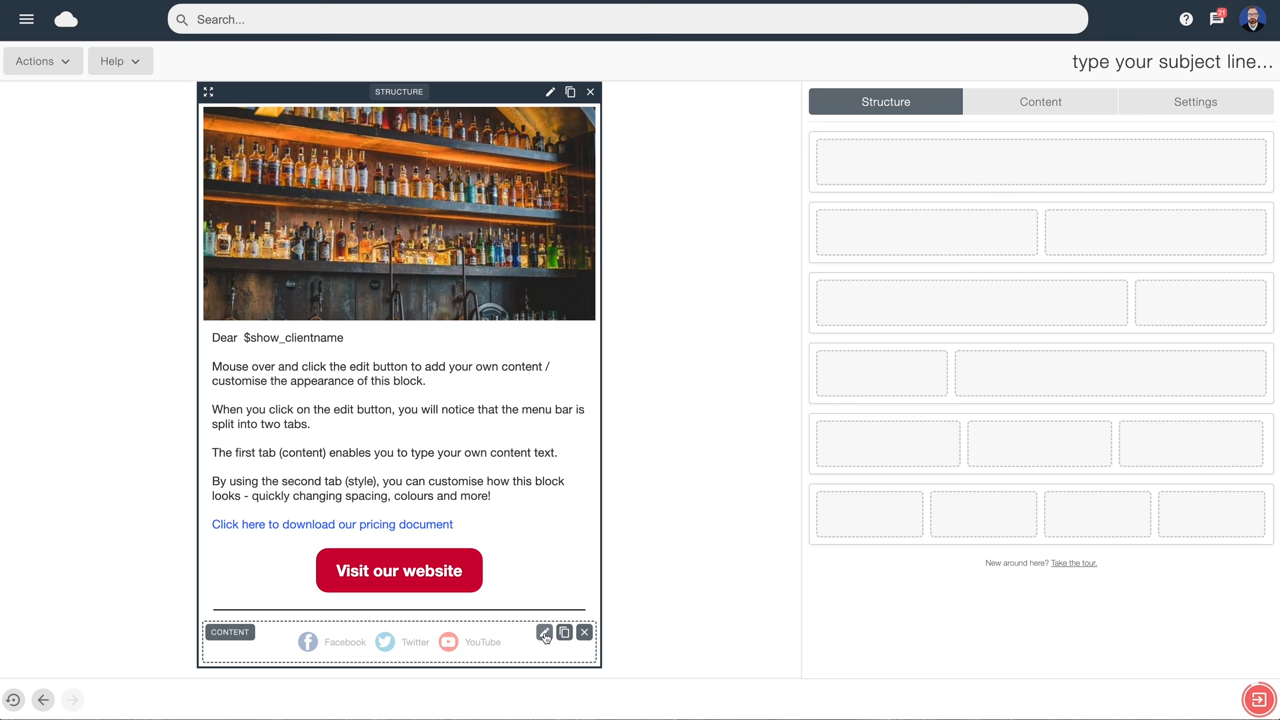 Search...
21
Actions
Help
type your subject line...
STRUCTURE
Structure
Content
Settings
Dear  $show_clientname
Mouse over and click the edit button to add your own content /
customise the appearance of this block.
When you click on the edit button, you will notice that the menu bar is
split into two tabs.
The first tab (content) enables you to type your own content text.
By using the second tab (style), you can customise how this block
looks - quickly changing spacing, colours and more!
Click here to download our pricing document
Visit our website
New around here? Take the tour.
CONTENT
Facebook
Twitter
YouTube